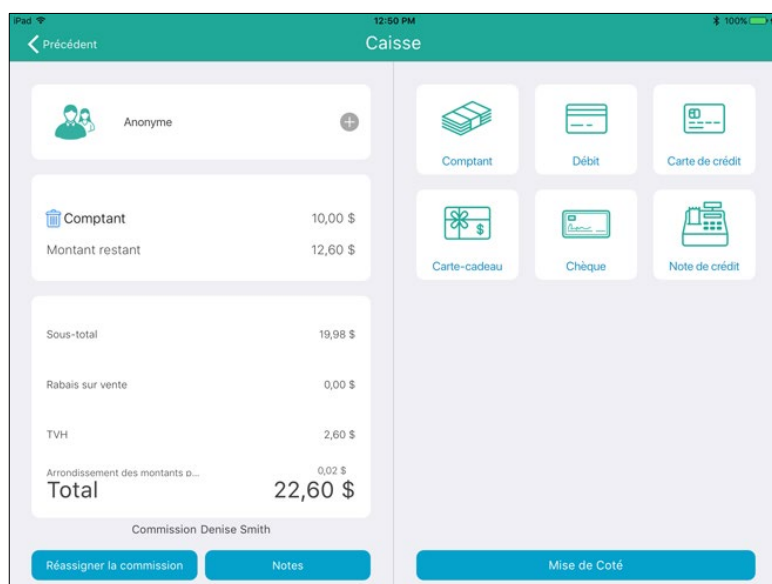 iPad 12:50 PM 100%
Précédent
Caisse
Anonyme
Comptant 10,00 $
Montant restant 12,60 $
Sous-total 19,98 $
Rabais sur vente 0,00 $
TVH 2,60 $
Arrondissement des montants p... 0,02 $
Total 22,60 $
Commission Denise Smith
Réassigner la commission
Notes
Comptant
Débit
Carte de crédit
$
Carte-cadeau
Chèque
Note de crédit
Mise de Coté